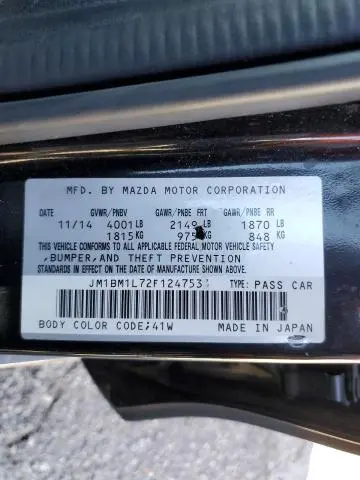 MFD. BY MAZDA MOTOR CORPORATION
DATE GVWR/PNBV GAWR/PNBE FRT GAWR/PNBE RR
11/14 4001 LB 2149 LB 1870 LB
1815 KG 975 KG 848 KG
THIS VEHICLE CONFORMS TO ALL APPLICABLE FEDERAL MOTOR VEHICLE SAFETY
,BUMPER,AND THEFT PREVENTION
STANDARDS IN EFFECT ON THE DATE OF MANUFACTURE SHOWN ABOVE.
JM1BM1L72F124753 TYPE: PASS CAR
BODY COLOR CODE;41W MADE IN JAPAN